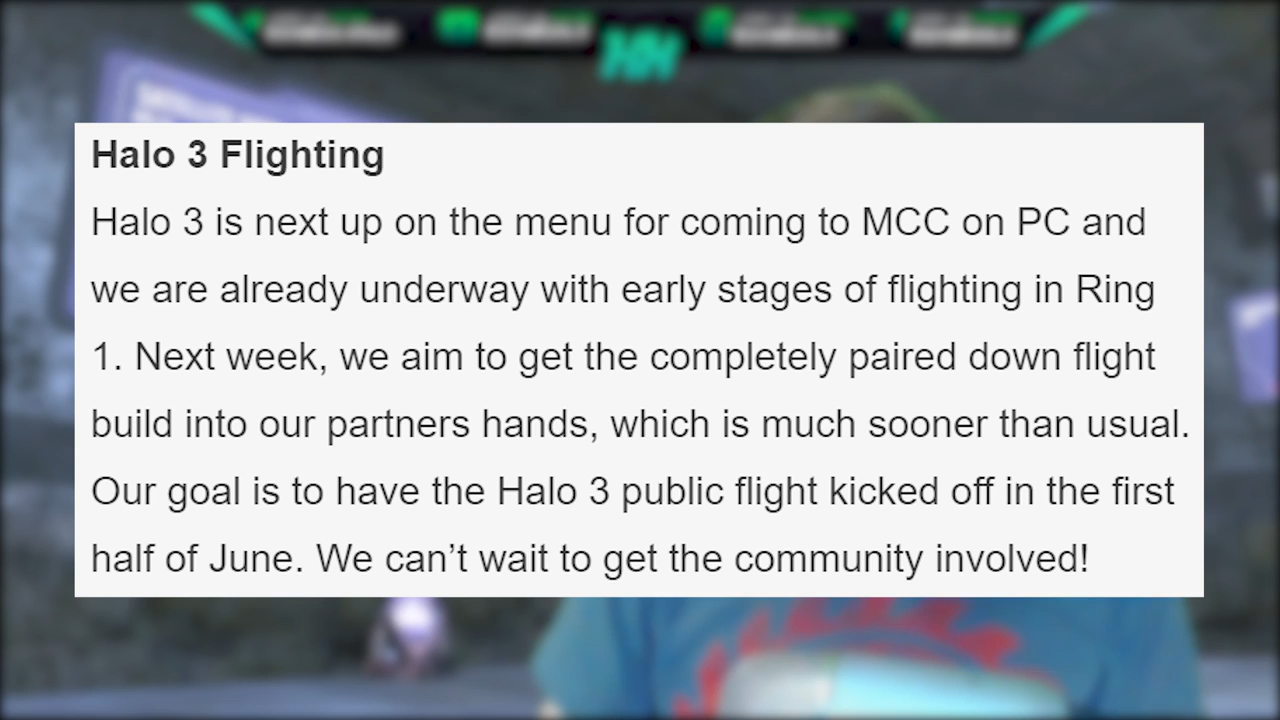 Halo 3 Flighting
Halo 3 is next up on the menu for coming to MCC on PC and
we are already underway with early stages of flighting in Ring
1. Next week, we aim to get the completely paired down flight
build into our partners hands, which is much sooner than usual.
Our goal is to have the Halo 3 public flight kicked off in the first
half of June. We can’t wait to get the community involved!